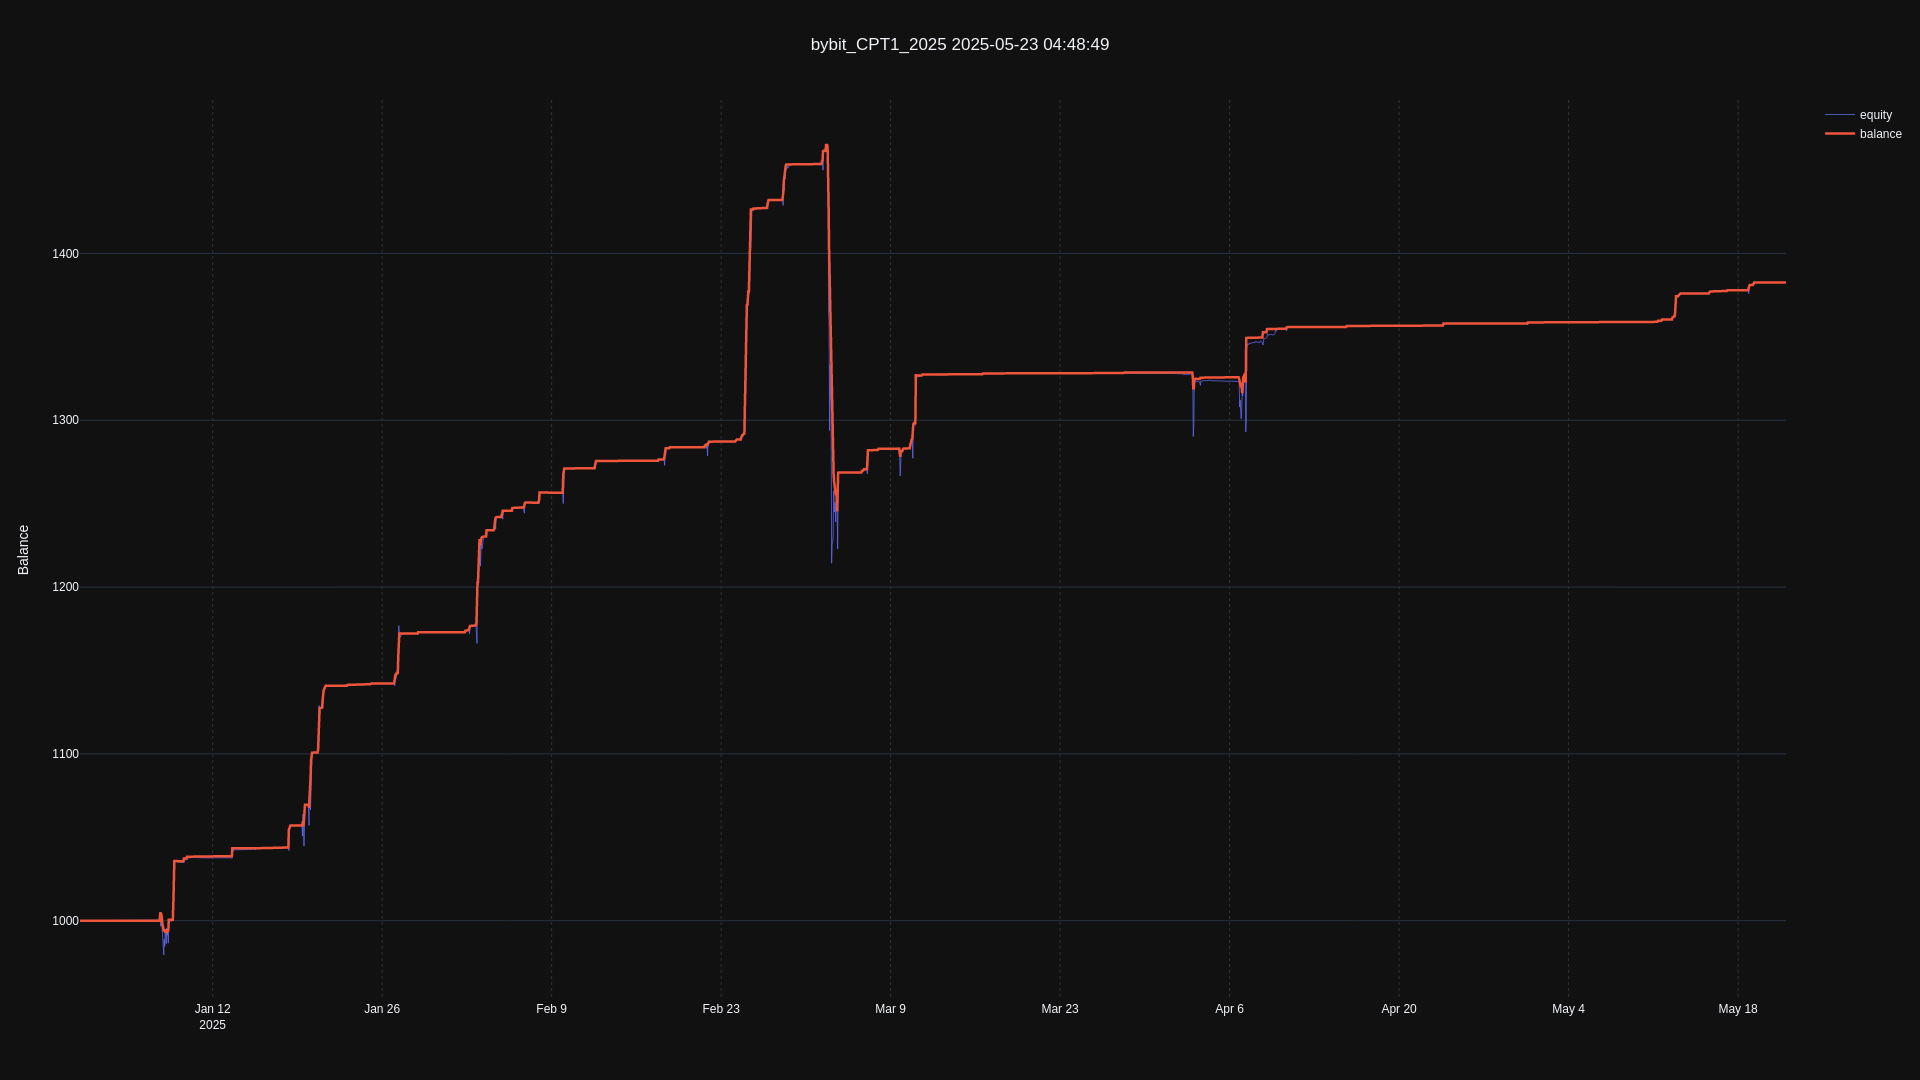 bybit_CPT1_2025 2025-05-23 04:48:49
equity
balance
1400
1300
1200
1100
1000
Balance
Jan 12
2025
Jan 26
Feb 9
Feb 23
Mar 9
Mar 23
Apr 6
Apr 20
May 4
May 18